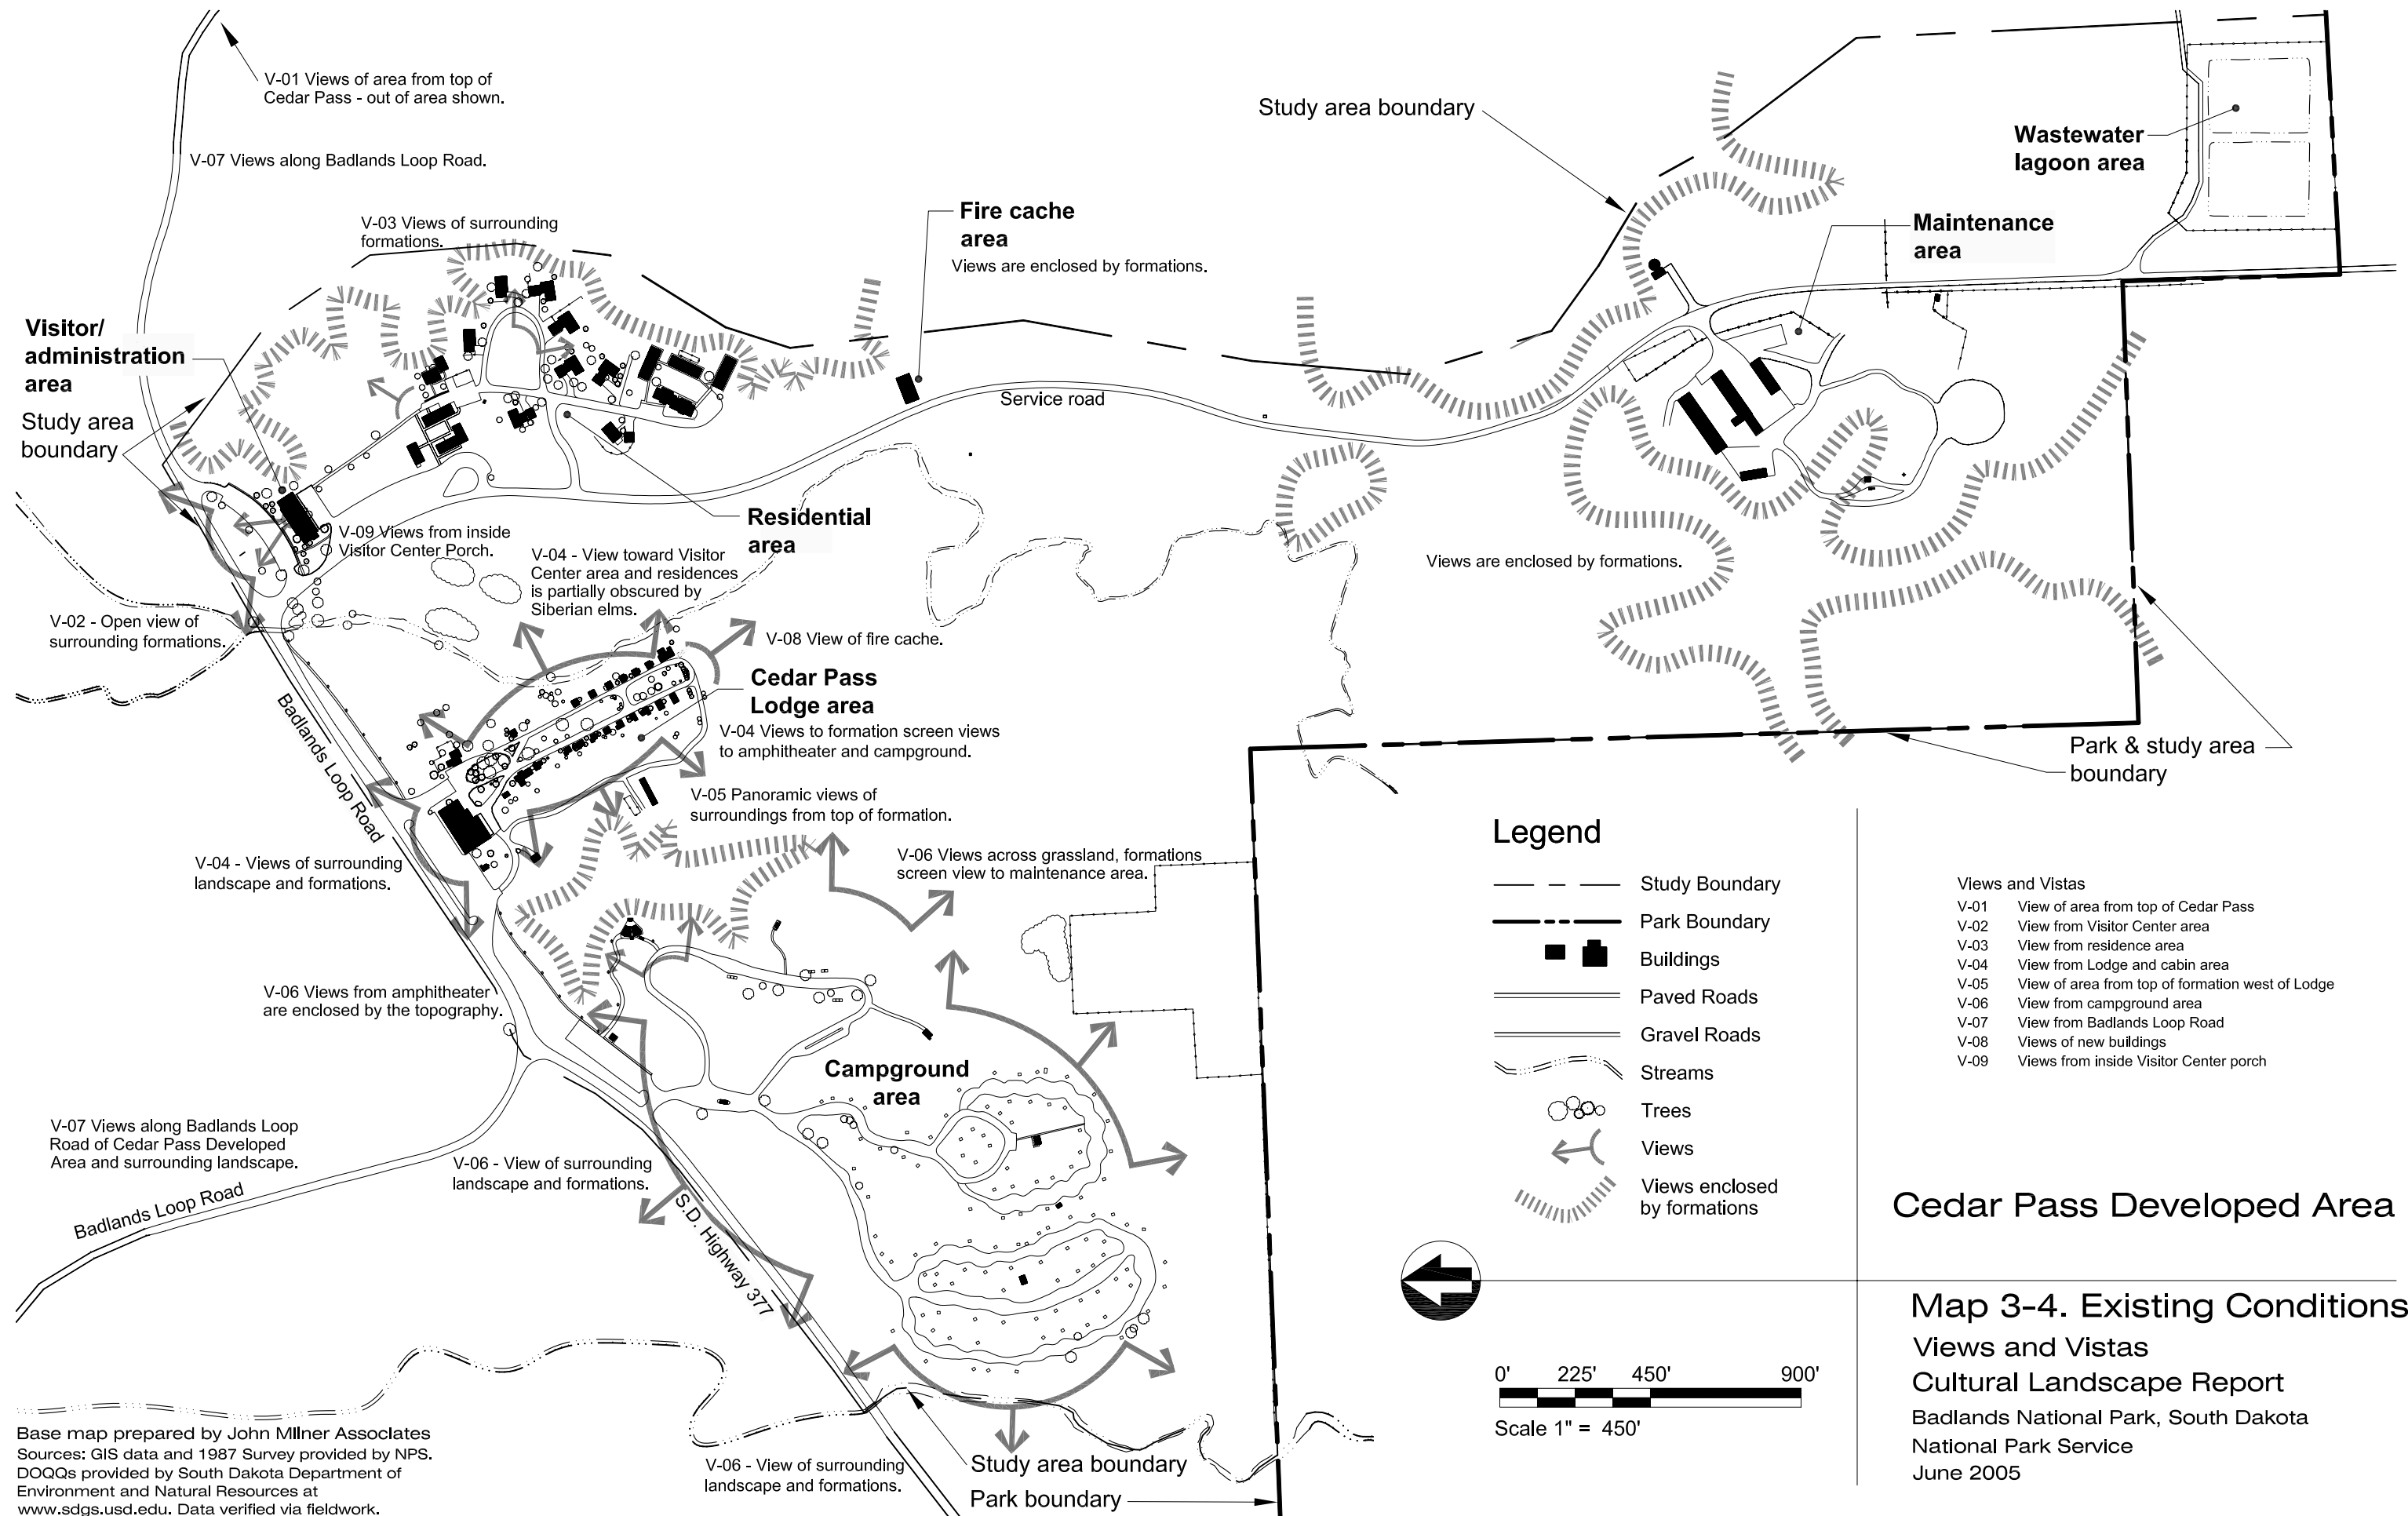 V-01 Views of area from top of
Cedar Pass - out of area shown.
V-07 Views along Badlands Loop Road.
V-03 Views of surrounding
formations.
Fire cache
area
Views are enclosed by formations.
Study area boundary
Wastewater
lagoon area
Maintenance
area
Visitor/
administration
area
Study area
boundary
Service road
Residential
area
V-09 Views from inside
Visitor Center Porch.
V-04 - View toward Visitor
Center area and residences
is partially obscured by
Siberian elms.
V-02 - Open view of
surrounding formations.
V-08 View of fire cache.
Cedar Pass
Lodge area
V-04 Views to formation screen views
to amphitheater and campground.
Views are enclosed by formations.
Park & study area
boundary
Badlands Loop Road
V-05 Panoramic views of
surroundings from top of formation.
V-04 - Views of surrounding
landscape and formations.
V-06 Views across grassland, formations
screen view to maintenance area.
V-06 Views from amphitheater
are enclosed by the topography.
Campground
area
V-07 Views along Badlands Loop
Road of Cedar Pass Developed
Area and surrounding landscape.
Badlands Loop Road
V-06 - View of surrounding
landscape and formations.
S.D. Highway 377
V-06 - View of surrounding
landscape and formations.
Study area boundary
Park boundary
Base map prepared by John Milner Associates
Sources: GIS data and 1987 Survey provided by NPS.
DOQQs provided by South Dakota Department of
Environment and Natural Resources at
www.sdgs.usd.edu. Data verified via fieldwork.
Legend
Study Boundary
Park Boundary
Buildings
Paved Roads
Gravel Roads
Streams
Trees
Views
Views enclosed
by formations
0' 225' 450' 900'
Scale 1" = 450'
Views and Vistas
V-01 View of area from top of Cedar Pass
V-02 View from Visitor Center area
V-03 View from residence area
V-04 View from Lodge and cabin area
V-05 View of area from top of formation west of Lodge
V-06 View from campground area
V-07 View from Badlands Loop Road
V-08 Views of new buildings
V-09 Views from inside Visitor Center porch
Cedar Pass Developed Area
Map 3-4. Existing Conditions
Views and Vistas
Cultural Landscape Report
Badlands National Park, South Dakota
National Park Service
June 2005